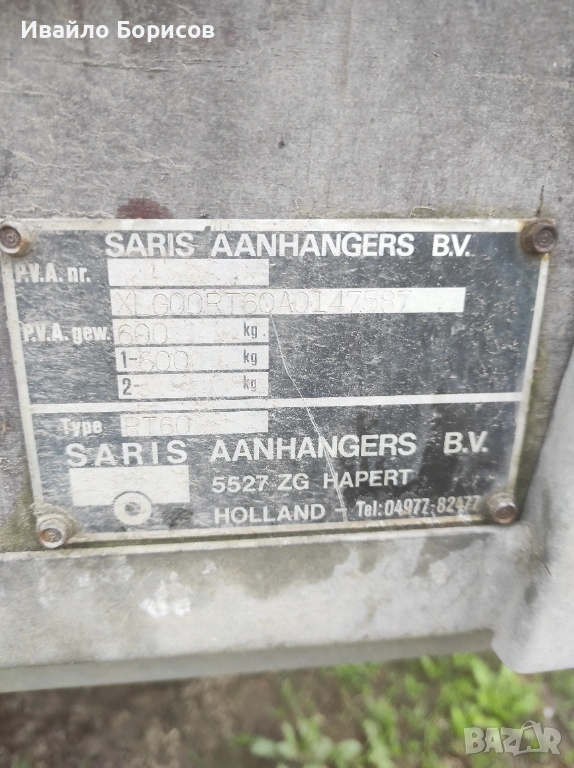 Ивайло Борисов
SARIS AANHANGERS B.V.
P.V.A. nr.
XLG00RT60A0147587
P.V.A. gew. 600 kg
1-600 kg
2- kg
Type RT60
SARIS AANHANGERS B.V.
5527 ZG HAPERT
HOLLAND - Tel: 04977-82477
BAZAR